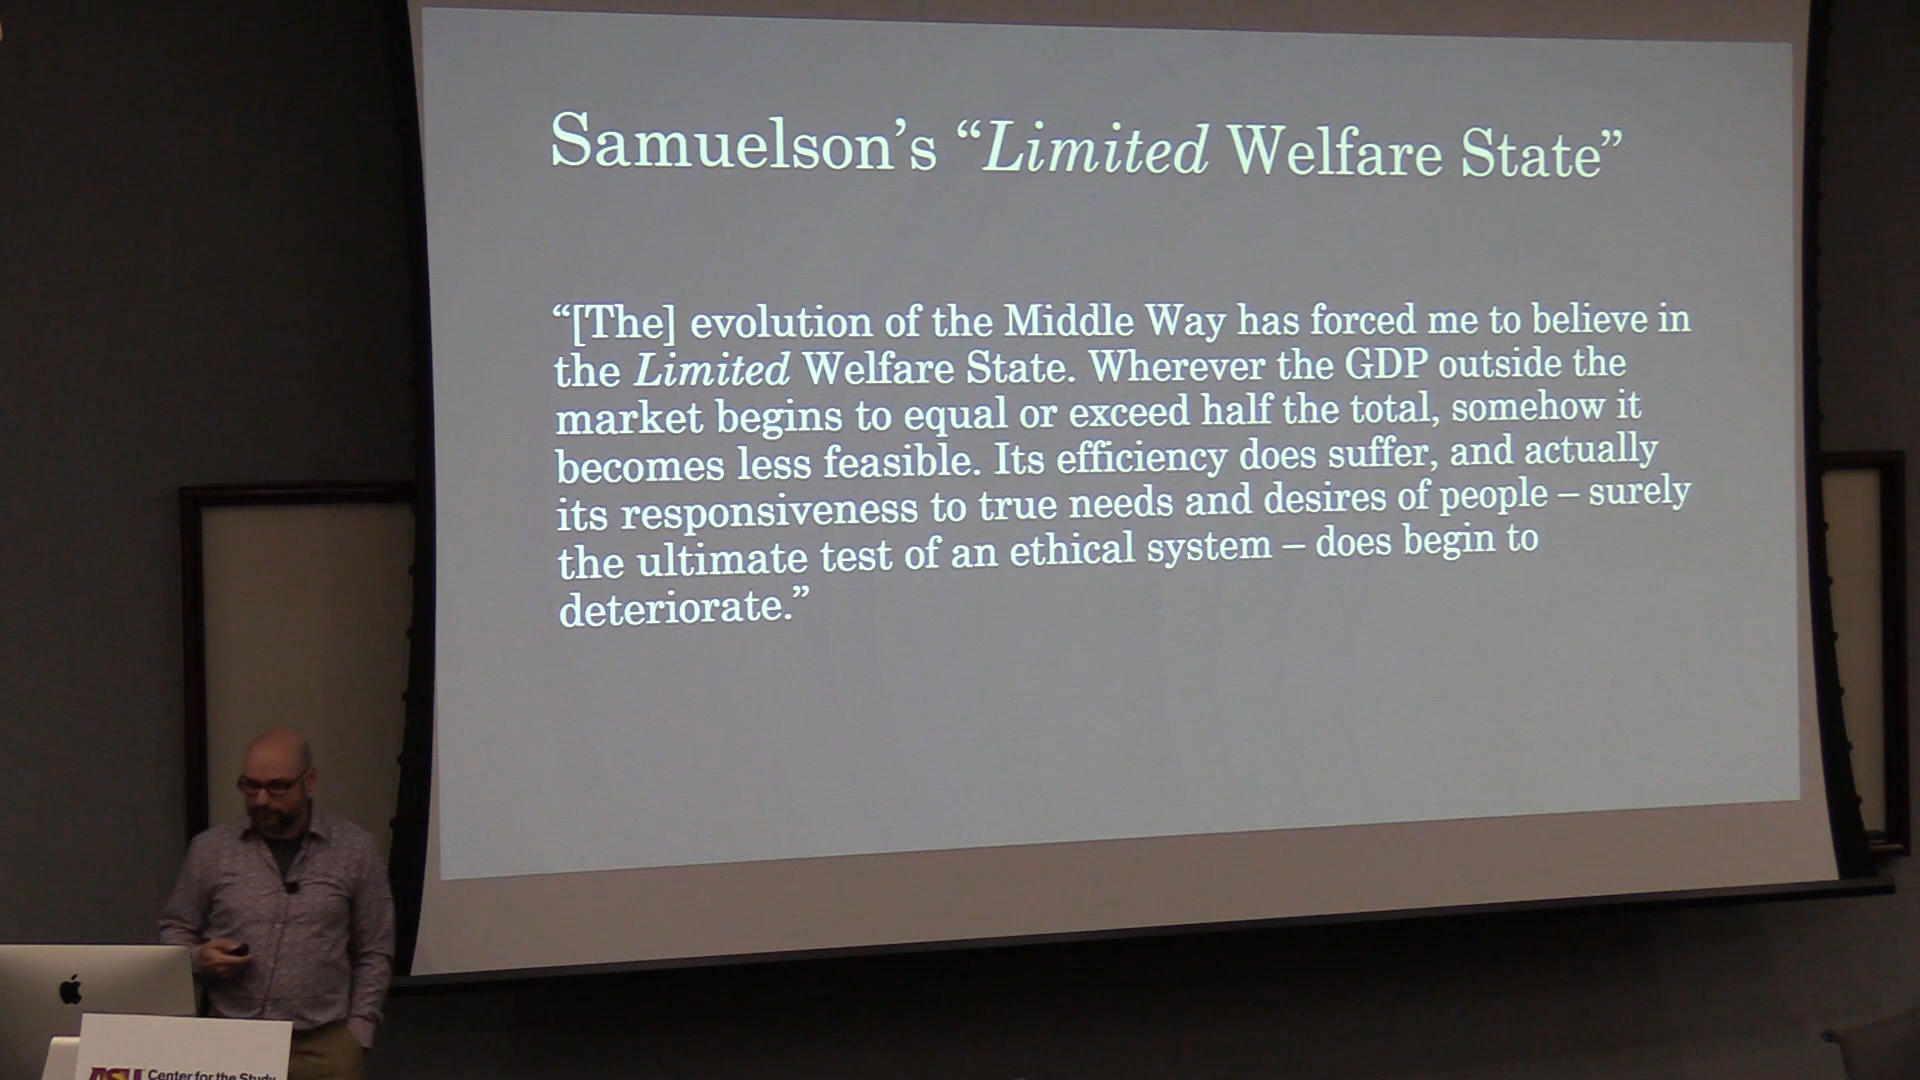 Samuelson's “Limited Welfare State”
“[The] evolution of the Middle Way has forced me to believe in
the Limited Welfare State. Wherever the GDP outside the
market begins to equal or exceed half the total, somehow it
becomes less feasible. Its efficiency does suffer, and actually
its responsiveness to true needs and desires of people – surely
the ultimate test of an ethical system – does begin to
deteriorate.”
ASU Center for the Study